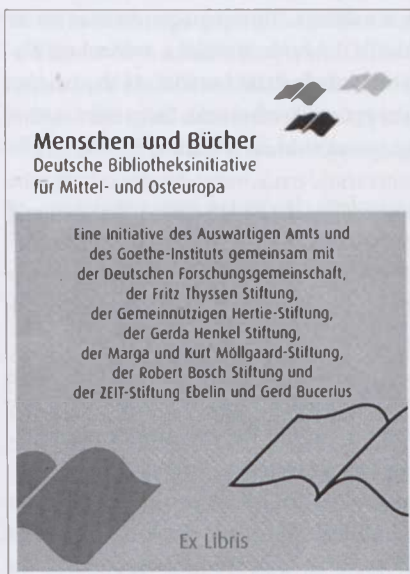 Menschen und Bücher
Deutsche Bibliotheksinitiative
für Mittel- und Osteuropa
Eine Initiative des Auswärtigen Amts und
des Goethe-Instituts gemeinsam mit
der Deutschen Forschungsgemeinschaft,
der Fritz Thyssen Stiftung,
der Gemeinnützigen Hertie-Stiftung,
der Gerda Henkel Stiftung,
der Marga und Kurt Möllgaard-Stiftung,
der Robert Bosch Stiftung und
der ZEIT-Stiftung Ebelin und Gerd Bucerius
Ex Libris